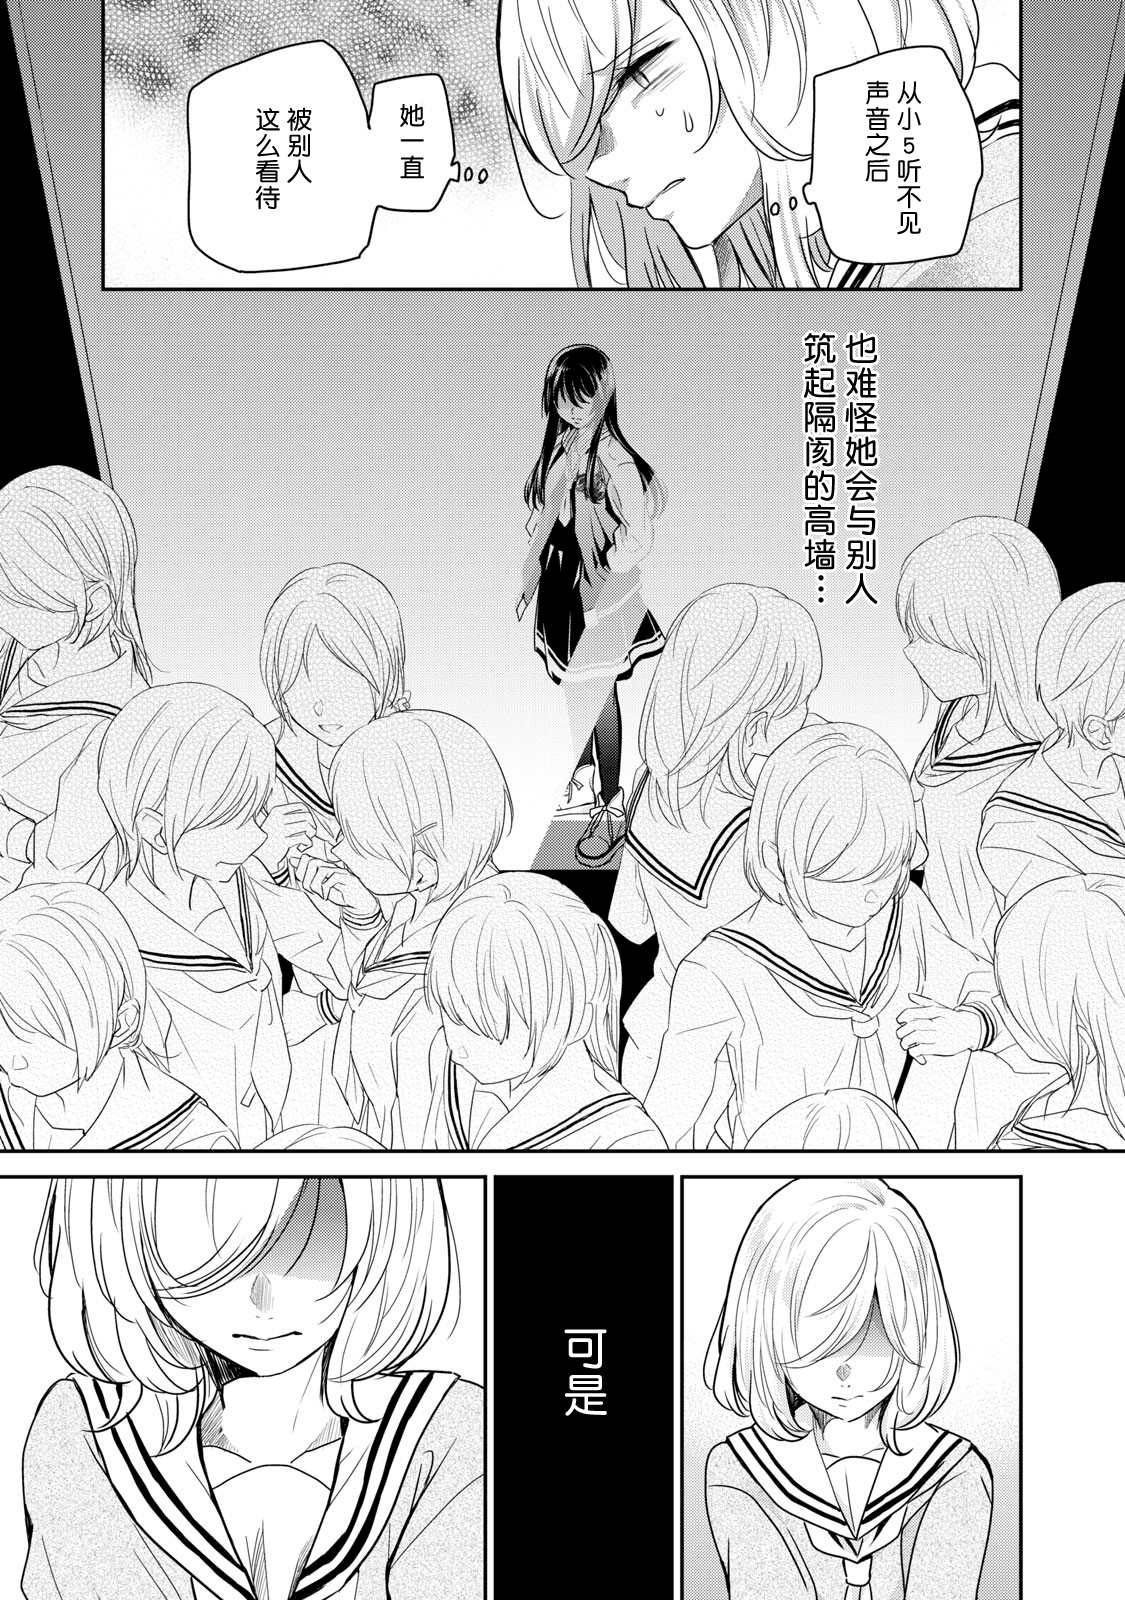 从小5听不见
声音之后
她一直
被别人
这么看待
也难怪她会与别人
筑起隔阂的高墙…
可是